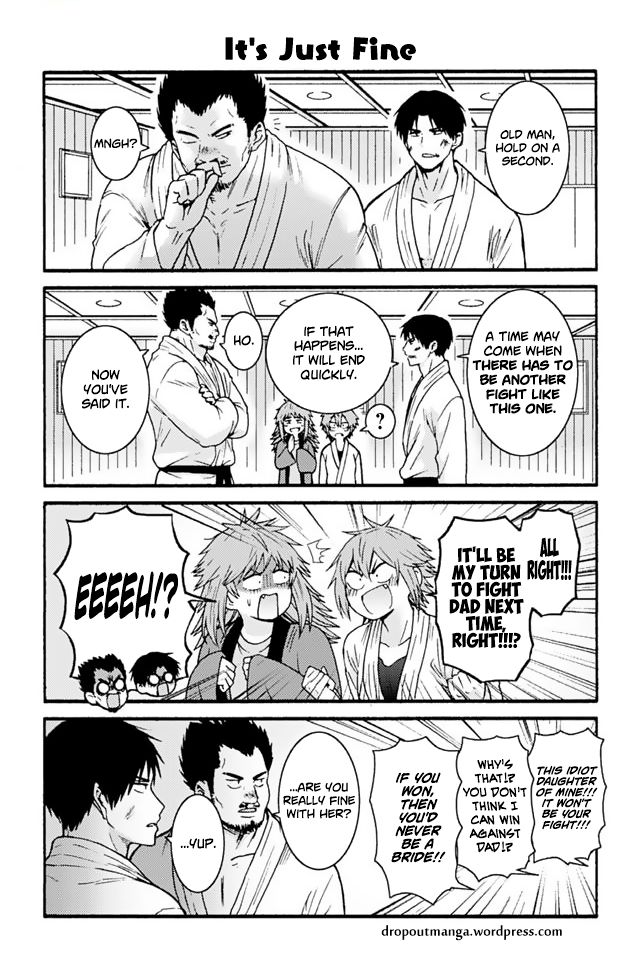 It's Just Fine
OLD MAN,
HOLD ON A
SECOND.
MNGH?
A TIME MAY
COME WHEN
THERE HAS TO
BE ANOTHER
FIGHT LIKE
THIS ONE.
IF THAT
HAPPENS...
IT WILL END
QUICKLY.
?
HO.
NOW
YOU'VE
SAID IT.
ALL
RIGHT!!!
IT'LL BE
MY TURN
TO FIGHT
DAD NEXT
TIME,
RIGHT!!!?
EEEEH!?
THIS IDIOT
DAUGHTER
OF MINE!!!
IT WON'T
BE YOUR
FIGHT!!!
WHY'S
THAT!?
YOU DON'T
THINK I
CAN WIN
AGAINST
DAD!?
IF YOU
WON,
THEN
YOU'D
NEVER
BE A
BRIDE!!
...ARE YOU
REALLY FINE
WITH HER?
...YUP.
dropoutmanga.wordpress.com